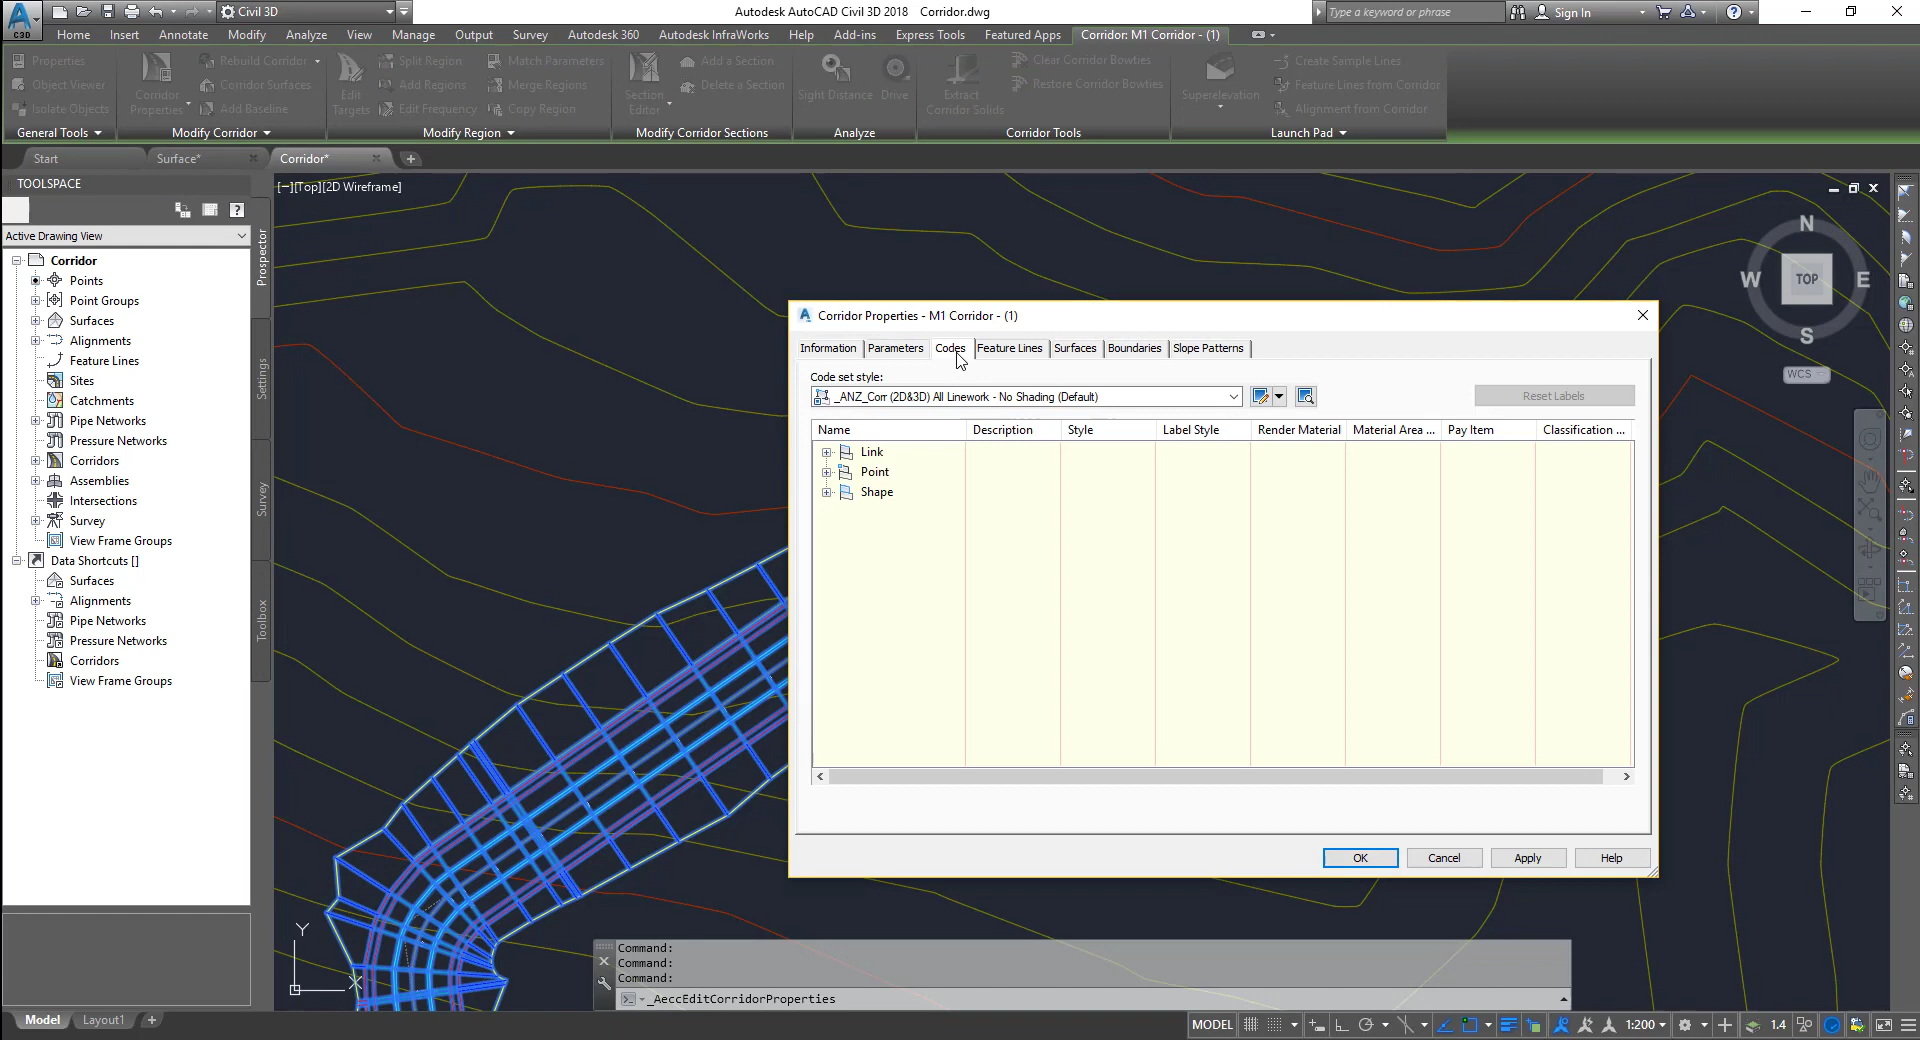 C3D
Civil 3D
Autodesk AutoCAD Civil 3D 2018 Corridor.dwg
Type a keyword or phrase
Sign In
Home Insert Annotate Modify Analyze View Manage Output Survey Autodesk 360 Autodesk InfraWorks Help Add-ins Express Tools Featured Apps Corridor: M1 Corridor - (1)
Properties
Object Viewer
Isolate Objects
General Tools
Corridor Properties
Rebuild Corridor
Corridor Surfaces
Add Baseline
Modify Corridor
Edit Targets
Split Region
Add Regions
Edit Frequency
Match Parameters
Merge Regions
Copy Region
Modify Region
Section Editor
Add a Section
Delete a Section
Modify Corridor Sections
Sight Distance
Drive
Analyze
Extract Corridor Solids
Clear Corridor Bowties
Restore Corridor Bowties
Corridor Tools
Superelevation
Create Sample Lines
Feature Lines from Corridor
Alignment from Corridor
Launch Pad
Start Surface* Corridor*
TOOLSPACE
Active Drawing View
Corridor
Points
Point Groups
Surfaces
Alignments
Feature Lines
Sites
Catchments
Pipe Networks
Pressure Networks
Corridors
Assemblies
Intersections
Survey
View Frame Groups
Data Shortcuts []
Surfaces
Alignments
Pipe Networks
Pressure Networks
Corridors
View Frame Groups
Prospector
Settings
Survey
Toolbox
[−][Top][2D Wireframe]
N
W TOP E
S
WCS
Corridor Properties - M1 Corridor - (1)
Information Parameters Codes Feature Lines Surfaces Boundaries Slope Patterns
Code set style:
_ANZ_Corr (2D&3D) All Linework - No Shading (Default)
Reset Labels
Name Description Style Label Style Render Material Material Area ... Pay Item Classification ...
Link
Point
Shape
OK Cancel Apply Help
Y
X
Command:
Command:
Command:
_AeccEditCorridorProperties
Model Layout1
MODEL 1:200 1.4